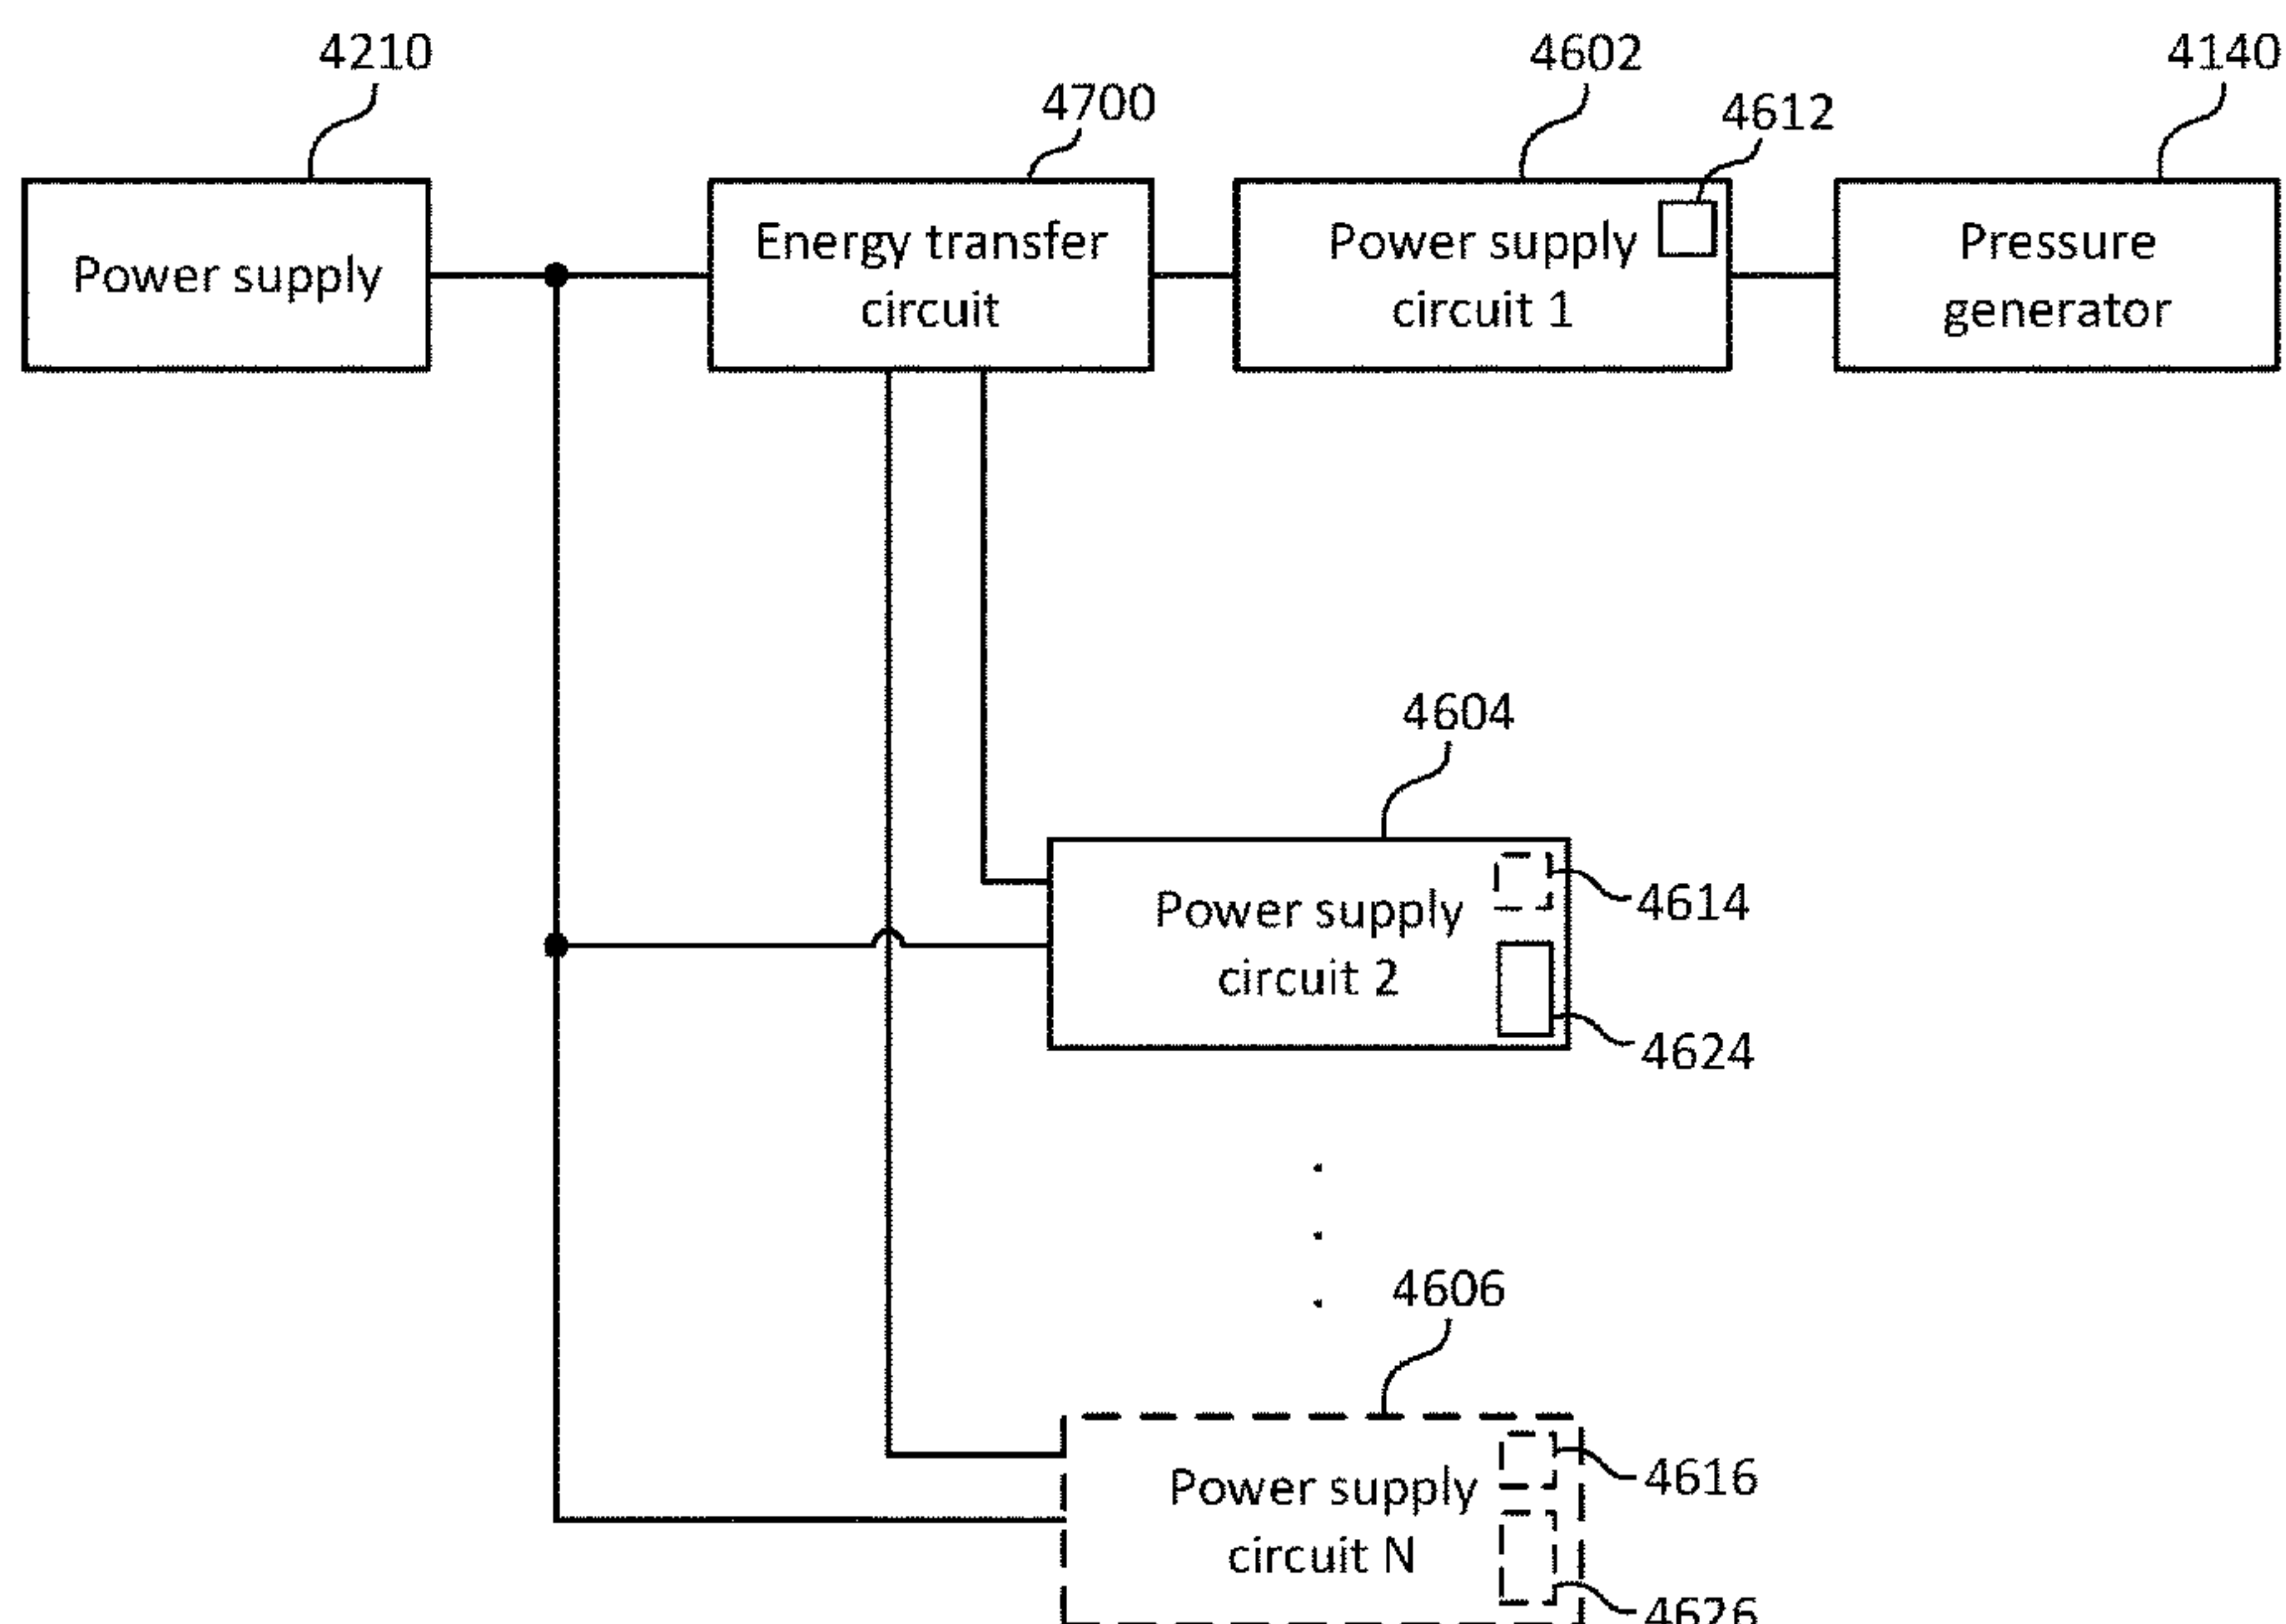 4210
4602
4140
4700
4612
Power supply
Energy transfer
circuit
Power supply
circuit 1
Pressure
generator
4604
Power supply
circuit 2
4614
4624
4606
Power supply
circuit N
4616
4626